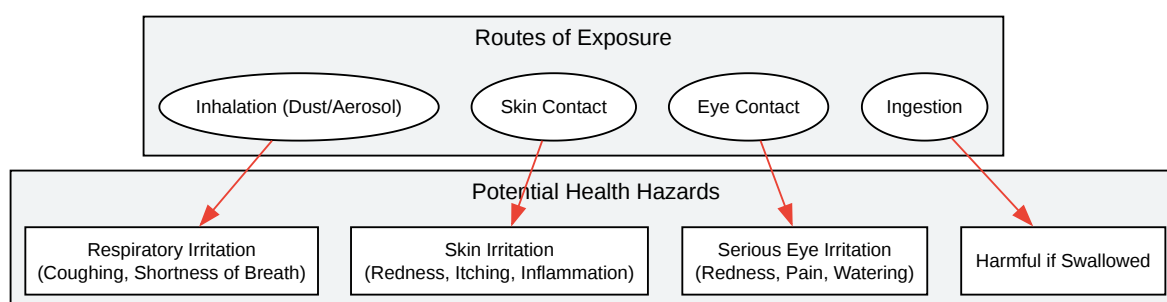 Routes of Exposure
Inhalation (Dust/Aerosol)
Skin Contact
Eye Contact
Ingestion
Potential Health Hazards
Respiratory Irritation
(Coughing, Shortness of Breath)
Skin Irritation
(Redness, Itching, Inflammation)
Serious Eye Irritation
(Redness, Pain, Watering)
Harmful if Swallowed